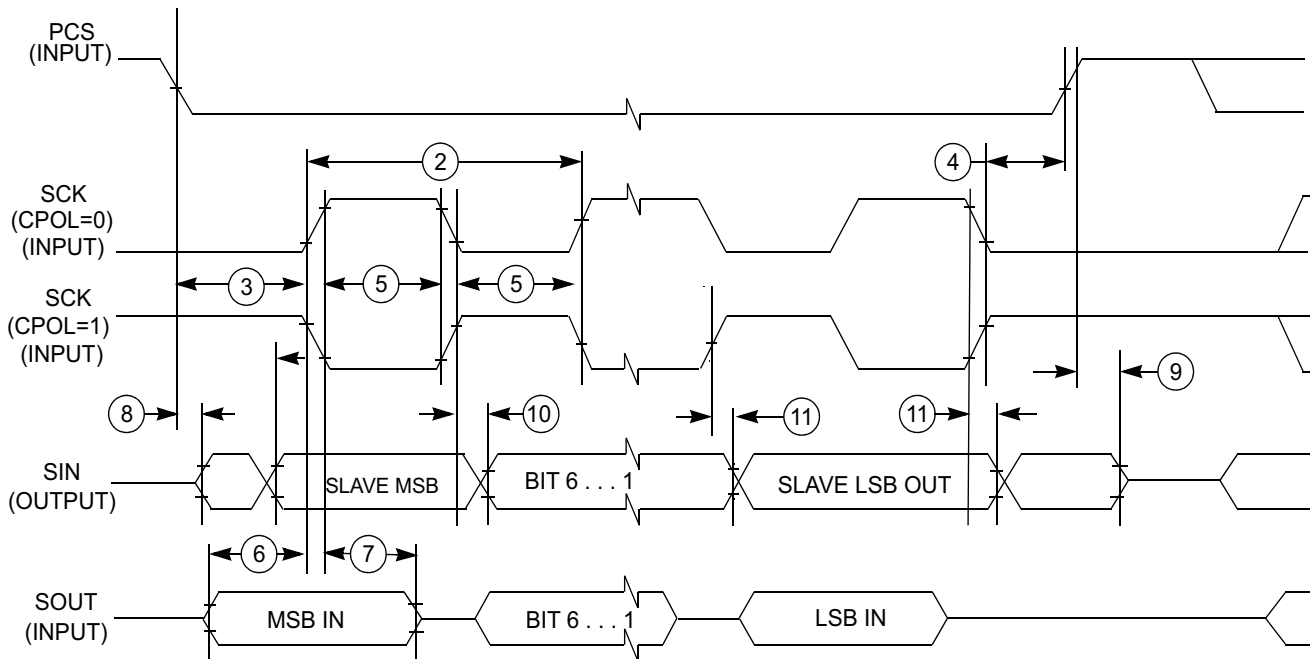 PCS
(INPUT)
2
4
SCK
(CPOL=0)
(INPUT)
3
5
5
SCK
(CPOL=1)
(INPUT)
9
8
10
11
11
SIN
(OUTPUT)
SLAVE MSB
BIT 6 . . . 1
SLAVE LSB OUT
6
7
SOUT
(INPUT)
MSB IN
BIT 6 . . . 1
LSB IN